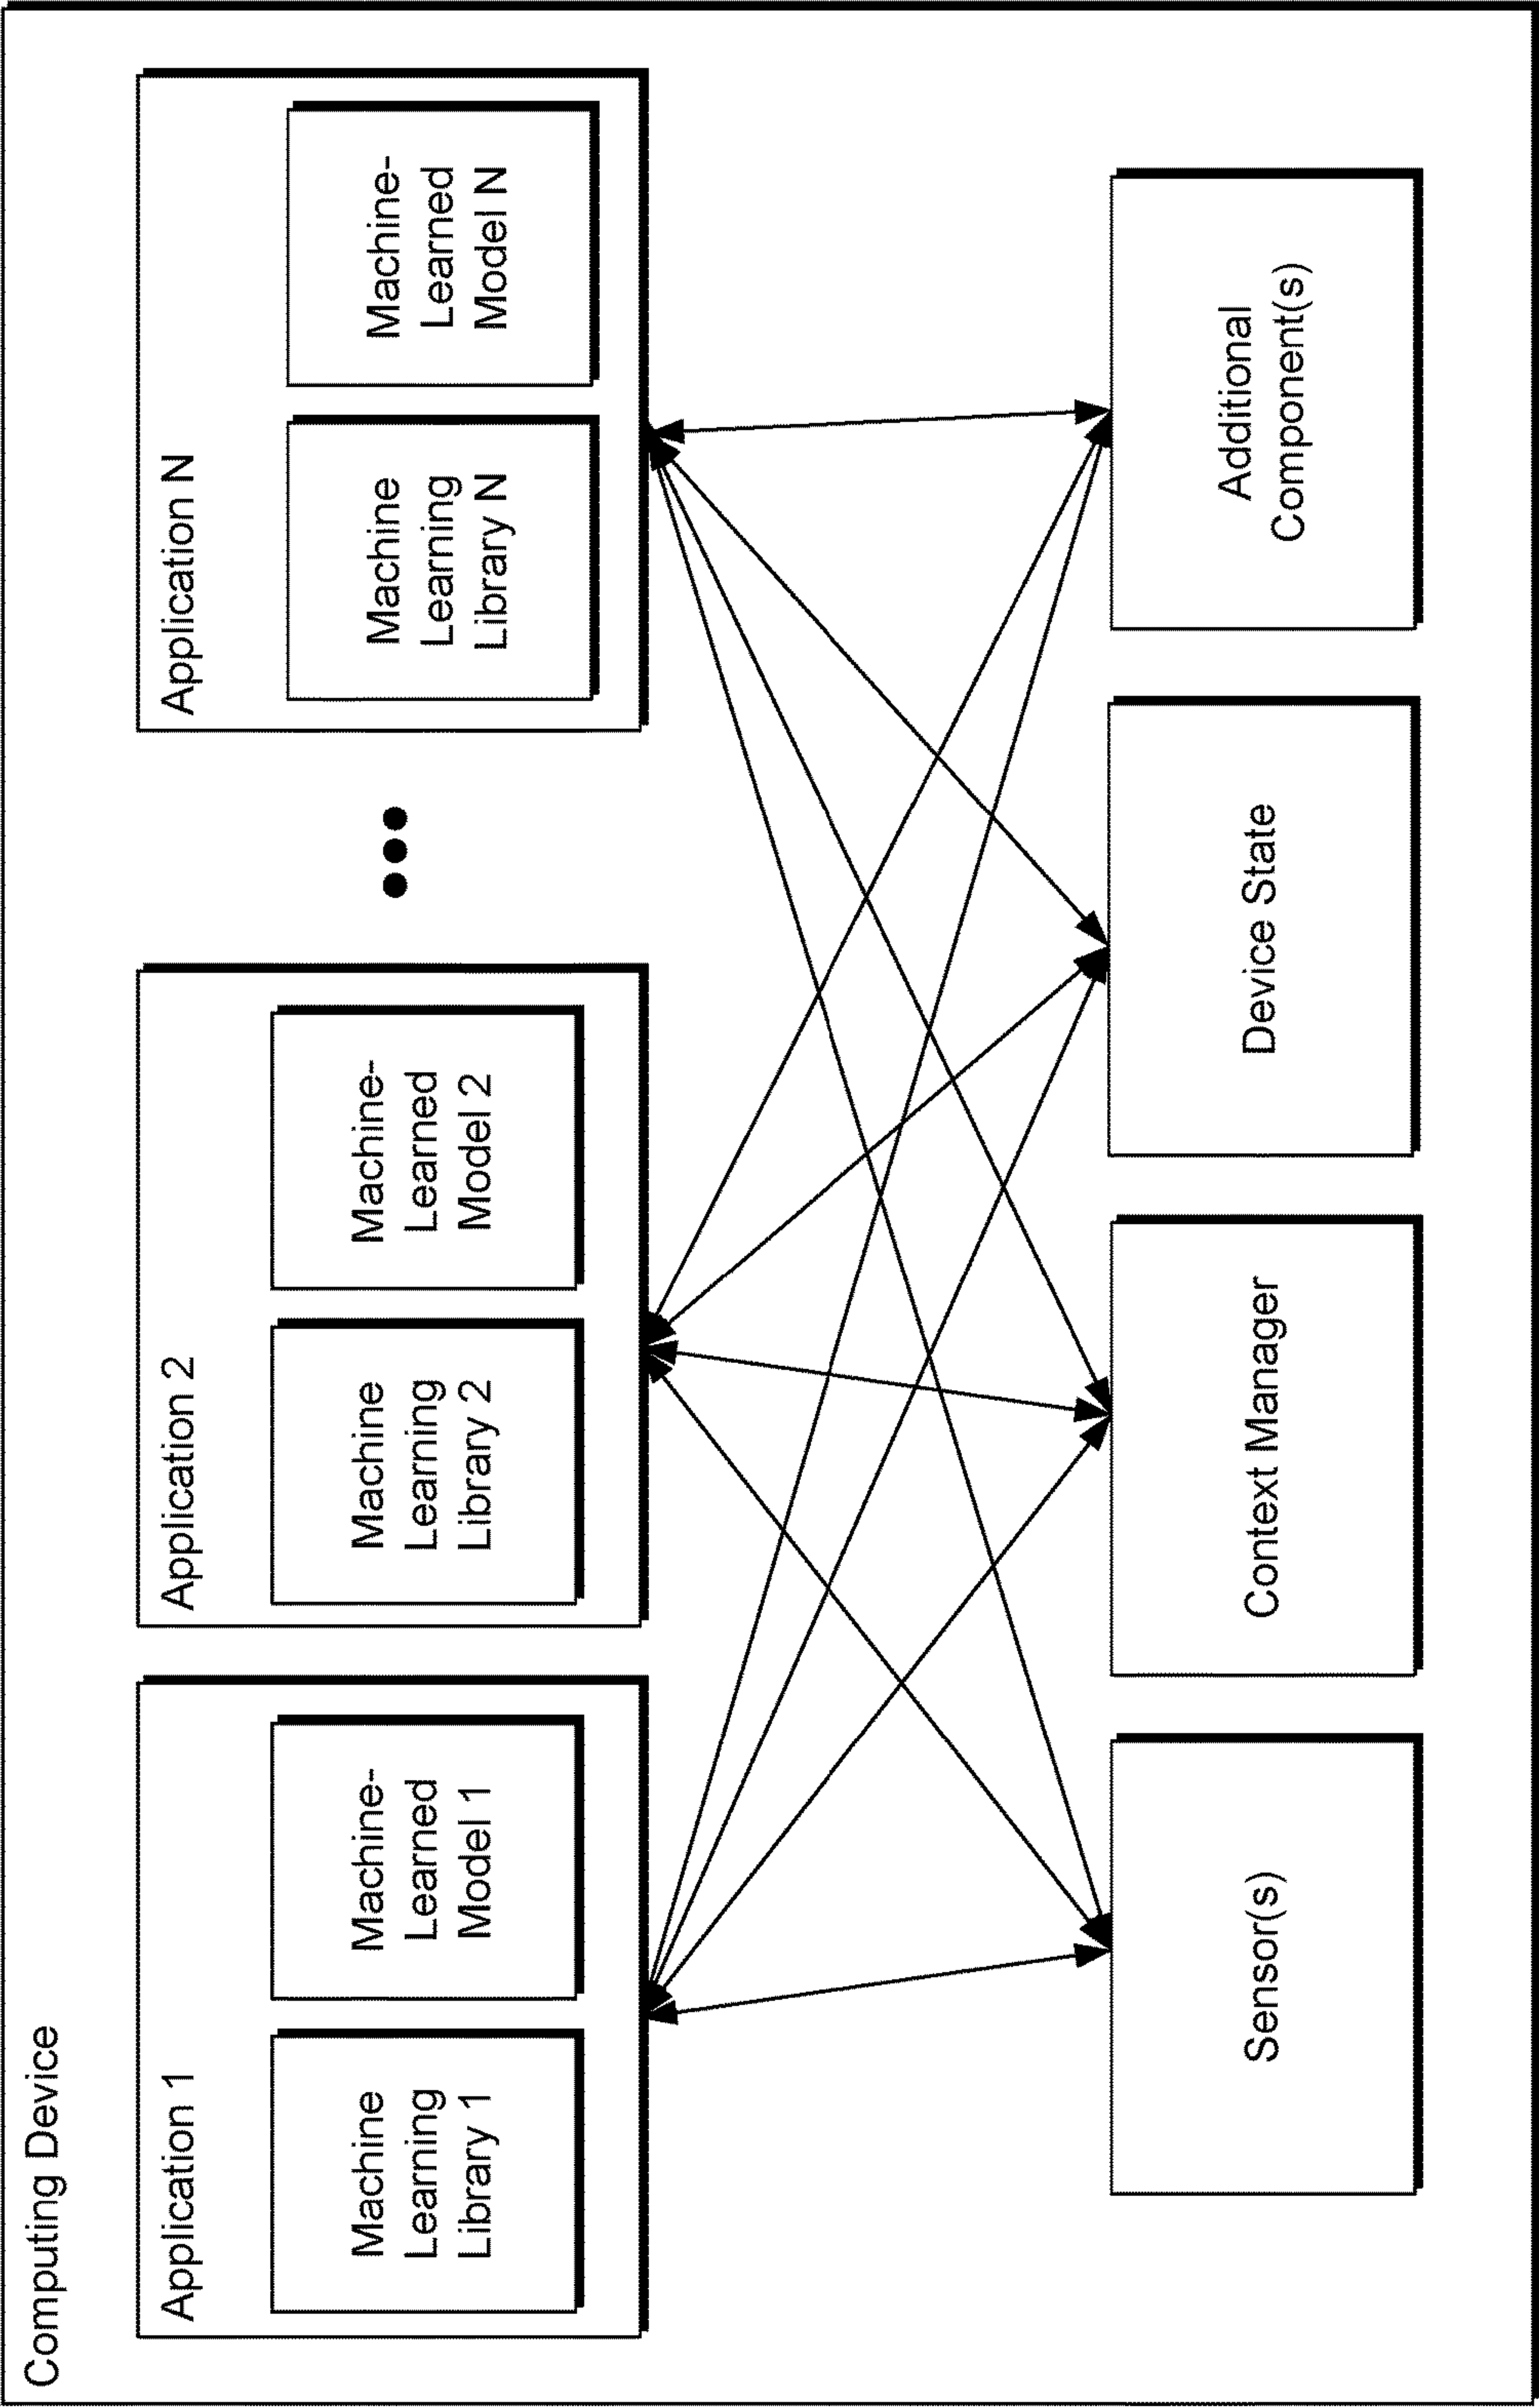 Computing Device
Application 1
Machine
Learning
Library 1
Machine-
Learned
Model 1
Application 2
Machine
Learning
Library 2
Machine-
Learned
Model 2
Application N
Machine
Learning
Library N
Machine-
Learned
Model N
Sensor(s)
Context Manager
Device State
Additional
Component(s)